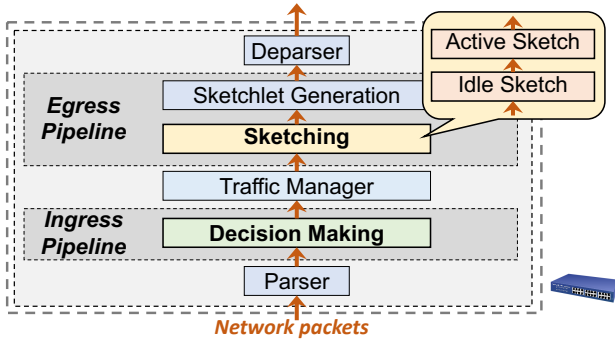 Deparser
Active Sketch
Idle Sketch
Egress
Pipeline
Sketchlet Generation
Sketching
Traffic Manager
Ingress
Pipeline
Decision Making
Parser
Network packets